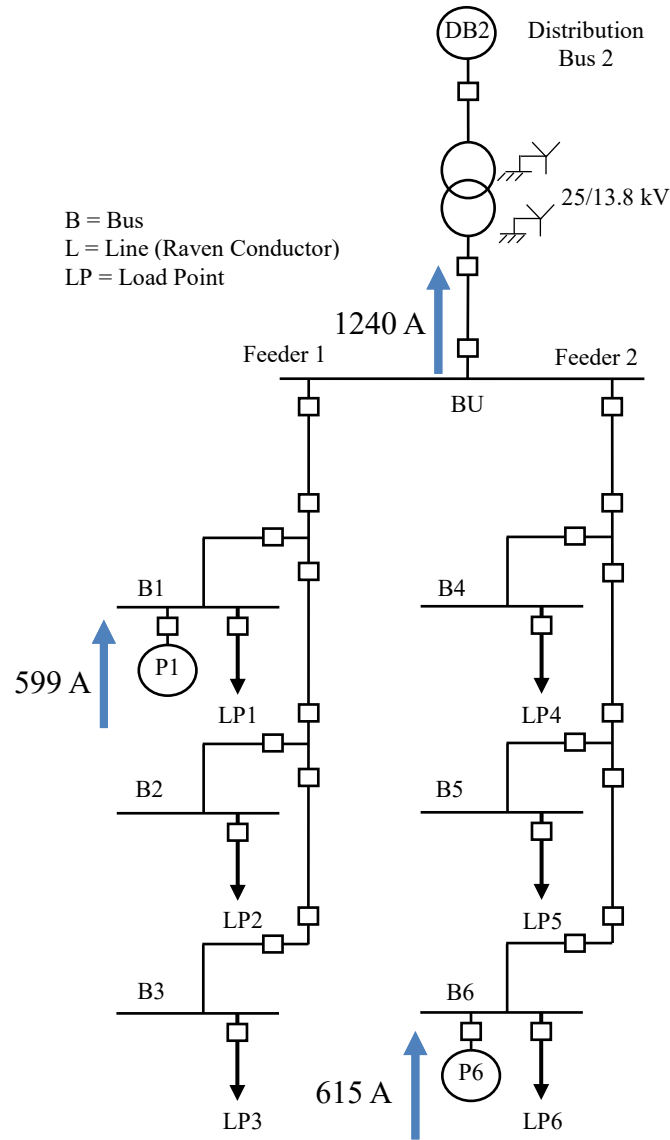 DB2
Distribution
Bus 2
25/13.8 kV
B = Bus
L = Line (Raven Conductor)
LP = Load Point
1240 A
Feeder 1
Feeder 2
BU
B1
B4
P1
599 A
LP1
LP4
B2
B5
LP2
LP5
B3
B6
P6
615 A
LP3
LP6